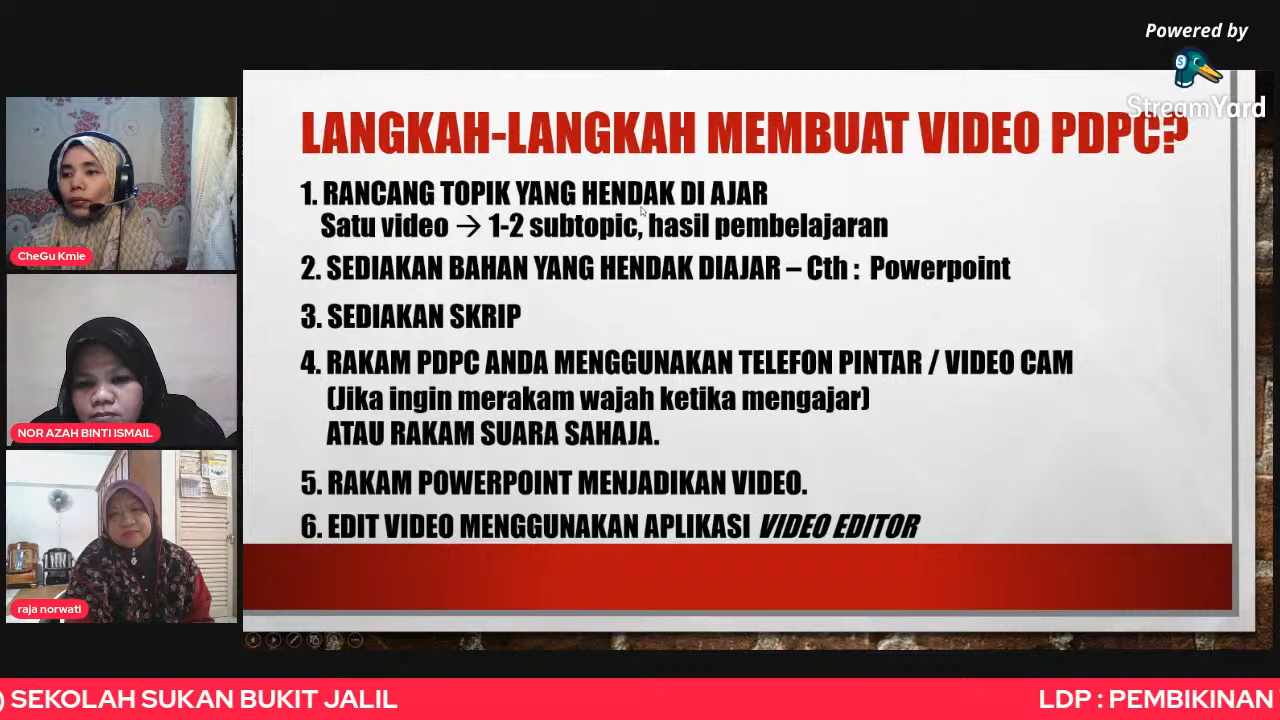 Powered by
StreamYard
LANGKAH-LANGKAH MEMBUAT VIDEO PDPC?
1. RANCANG TOPIK YANG HENDAK DI AJAR
Satu video → 1-2 subtopic, hasil pembelajaran
2. SEDIAKAN BAHAN YANG HENDAK DIAJAR – Cth : Powerpoint
3. SEDIAKAN SKRIP
4. RAKAM PDPC ANDA MENGGUNAKAN TELEFON PINTAR / VIDEO CAM
(Jika ingin merakam wajah ketika mengajar)
ATAU RAKAM SUARA SAHAJA.
5. RAKAM POWERPOINT MENJADIKAN VIDEO.
6. EDIT VIDEO MENGGUNAKAN APLIKASI VIDEO EDITOR
CheGu Kmie
NOR AZAH BINTI ISMAIL
raja norwati
) SEKOLAH SUKAN BUKIT JALIL
LDP : PEMBIKINAN